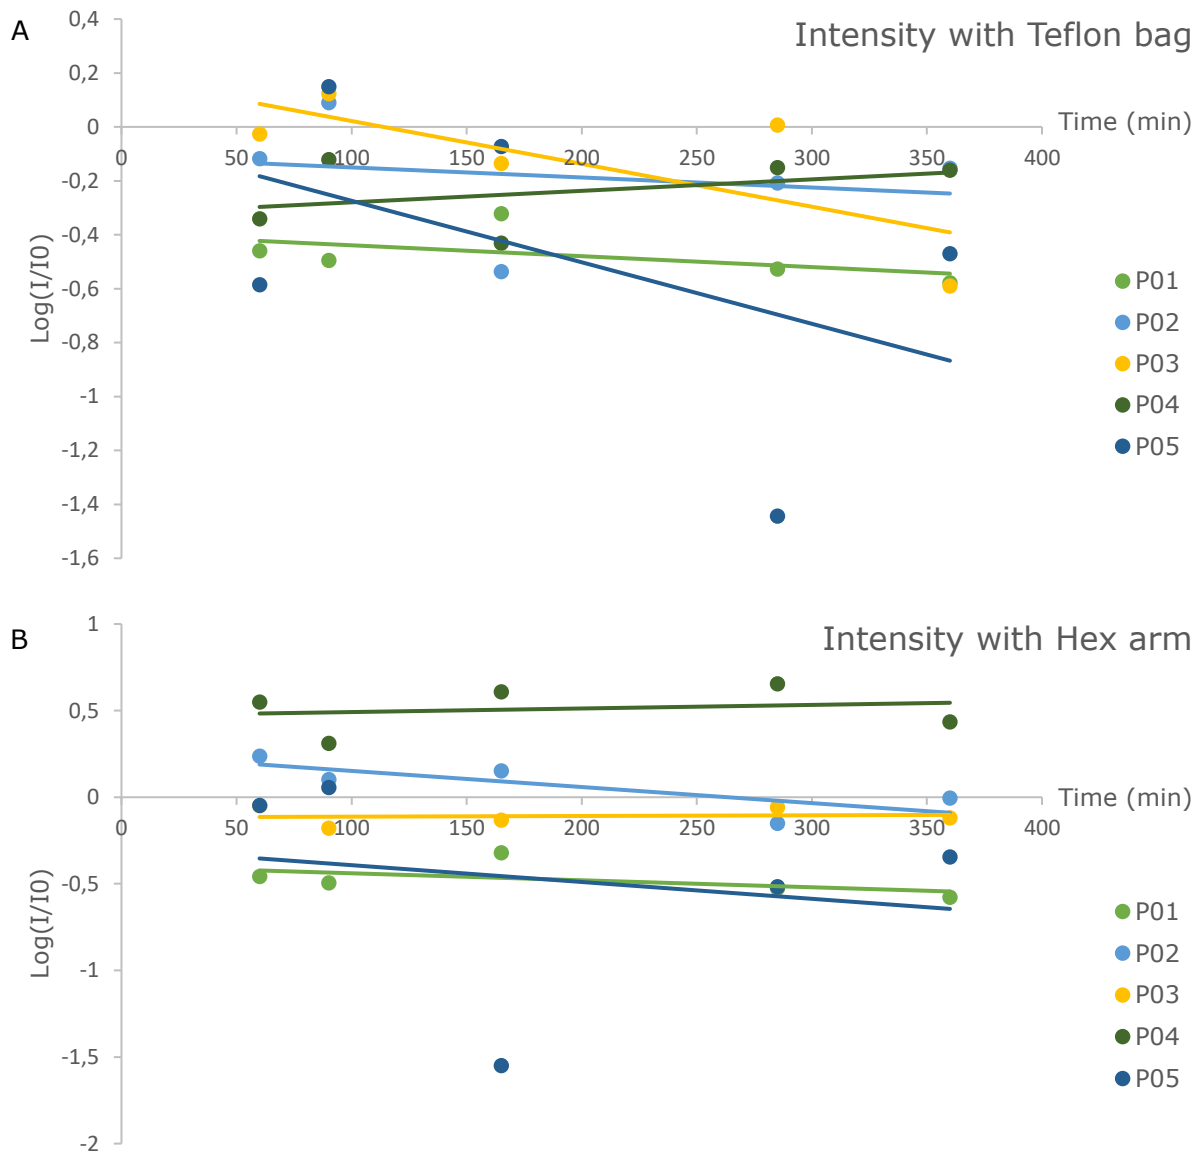 A
Intensity with Teflon bag
0,4
0,2
0
-0,2
-0,4
-0,6
-0,8
-1
-1,2
-1,4
-1,6
Log(I/I0)
0 50 100 150 200 250 300 350 400
Time (min)
P01
P02
P03
P04
P05
B
Intensity with Hex arm
1
0,5
0
-0,5
-1
-1,5
-2
Log(I/I0)
0 50 100 150 200 250 300 350 400
Time (min)
P01
P02
P03
P04
P05